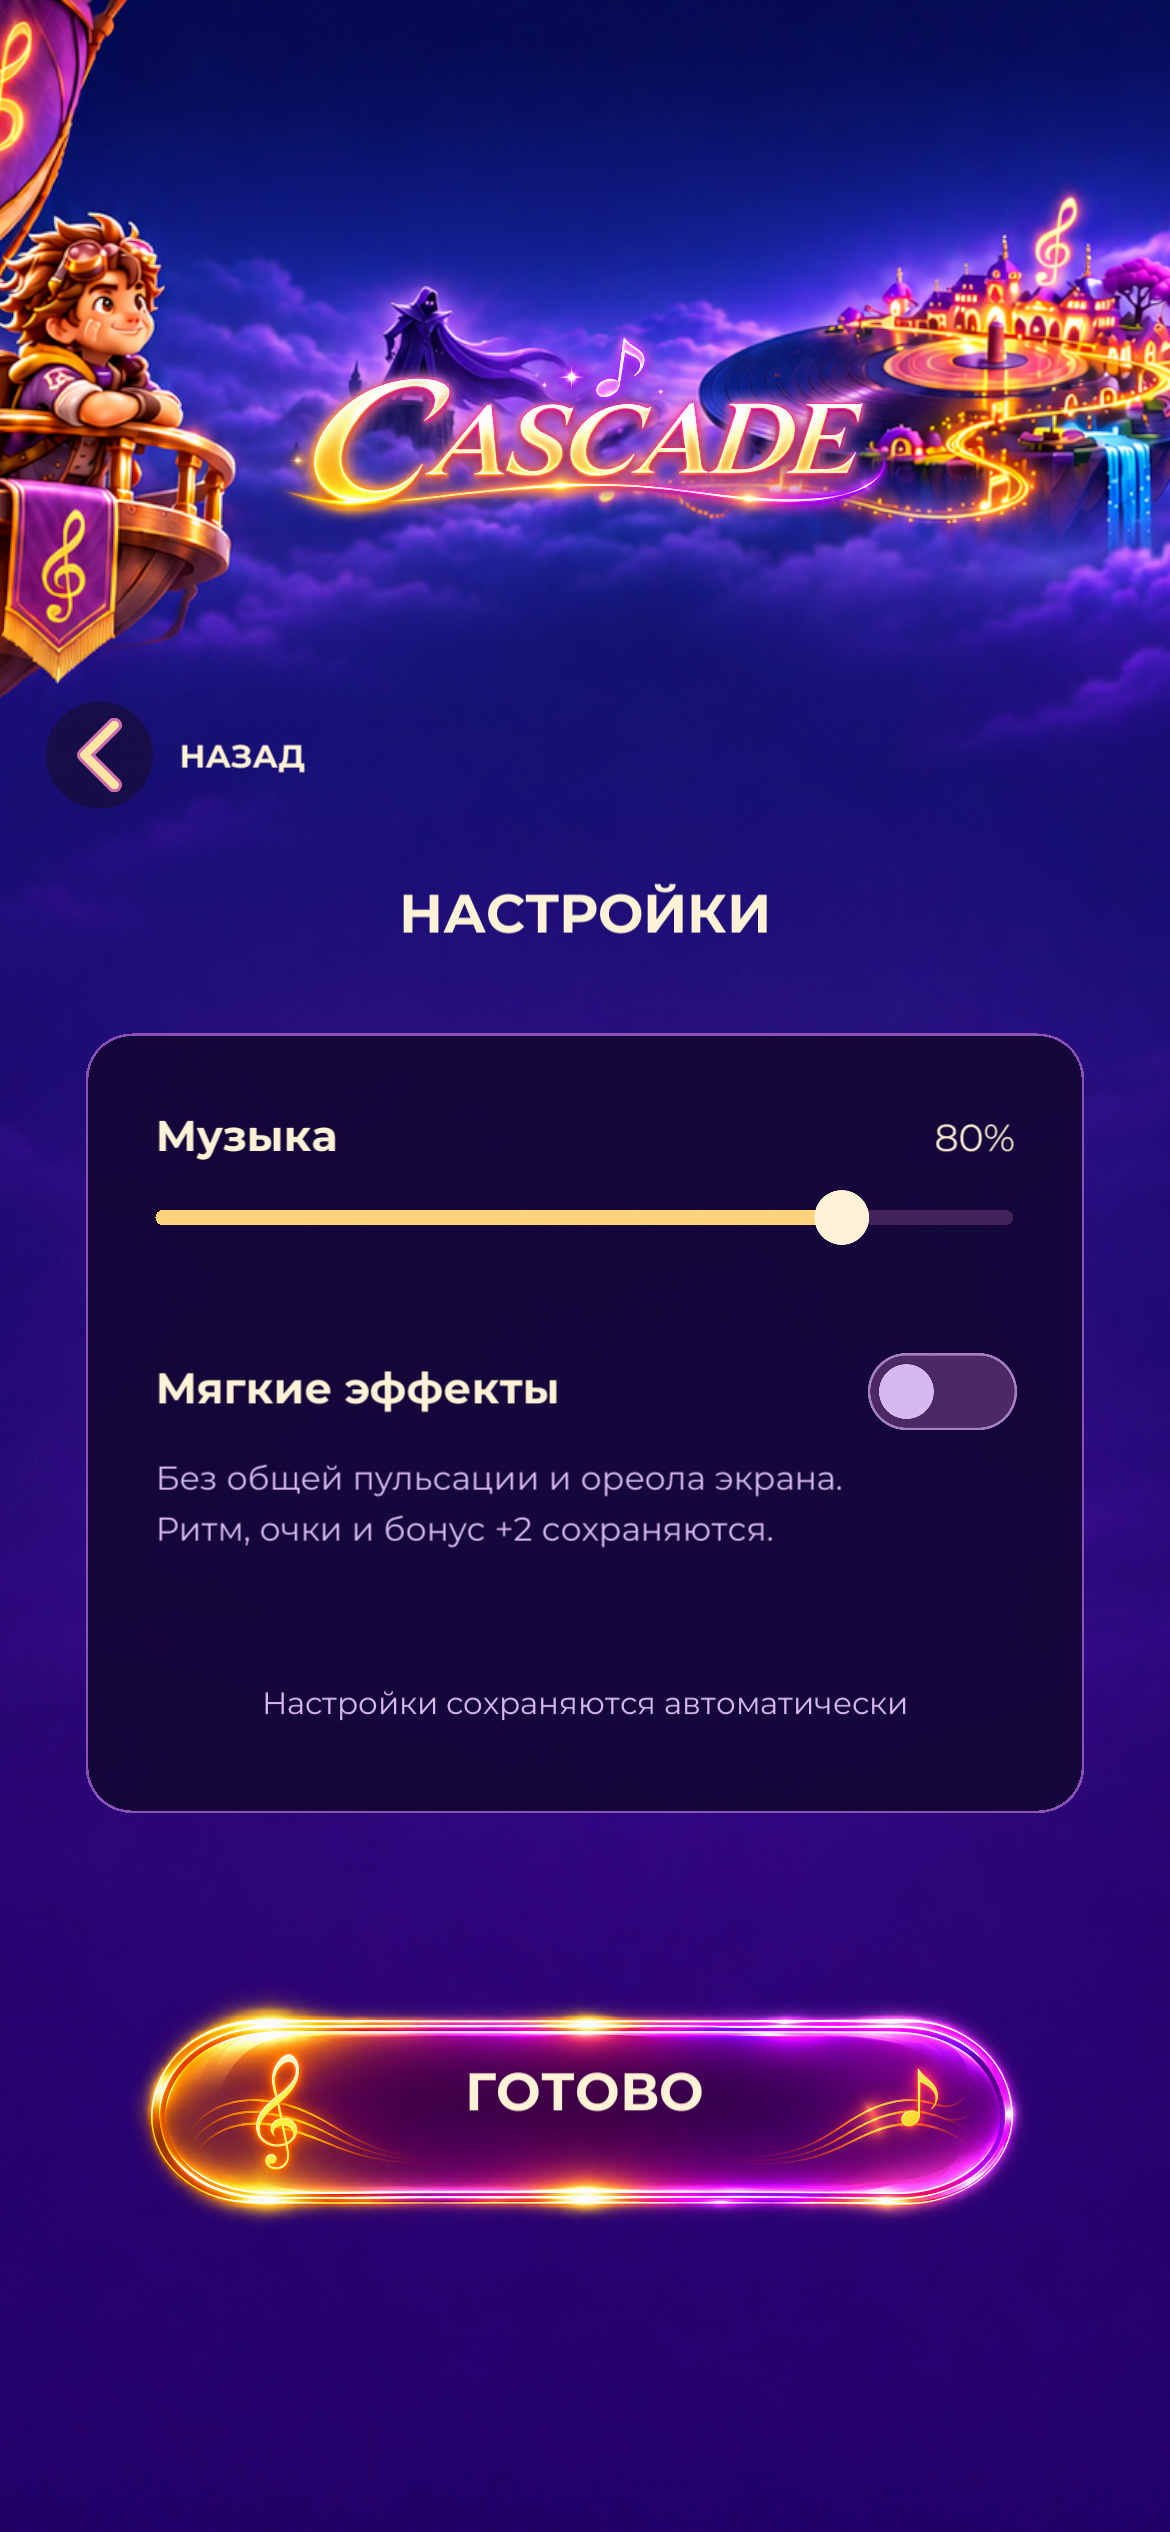 CASCADE
НАЗАД
НАСТРОЙКИ
Музыка
80%
Мягкие эффекты
Без общей пульсации и ореола экрана.
Ритм, очки и бонус +2 сохраняются.
Настройки сохраняются автоматически
ГОТОВО